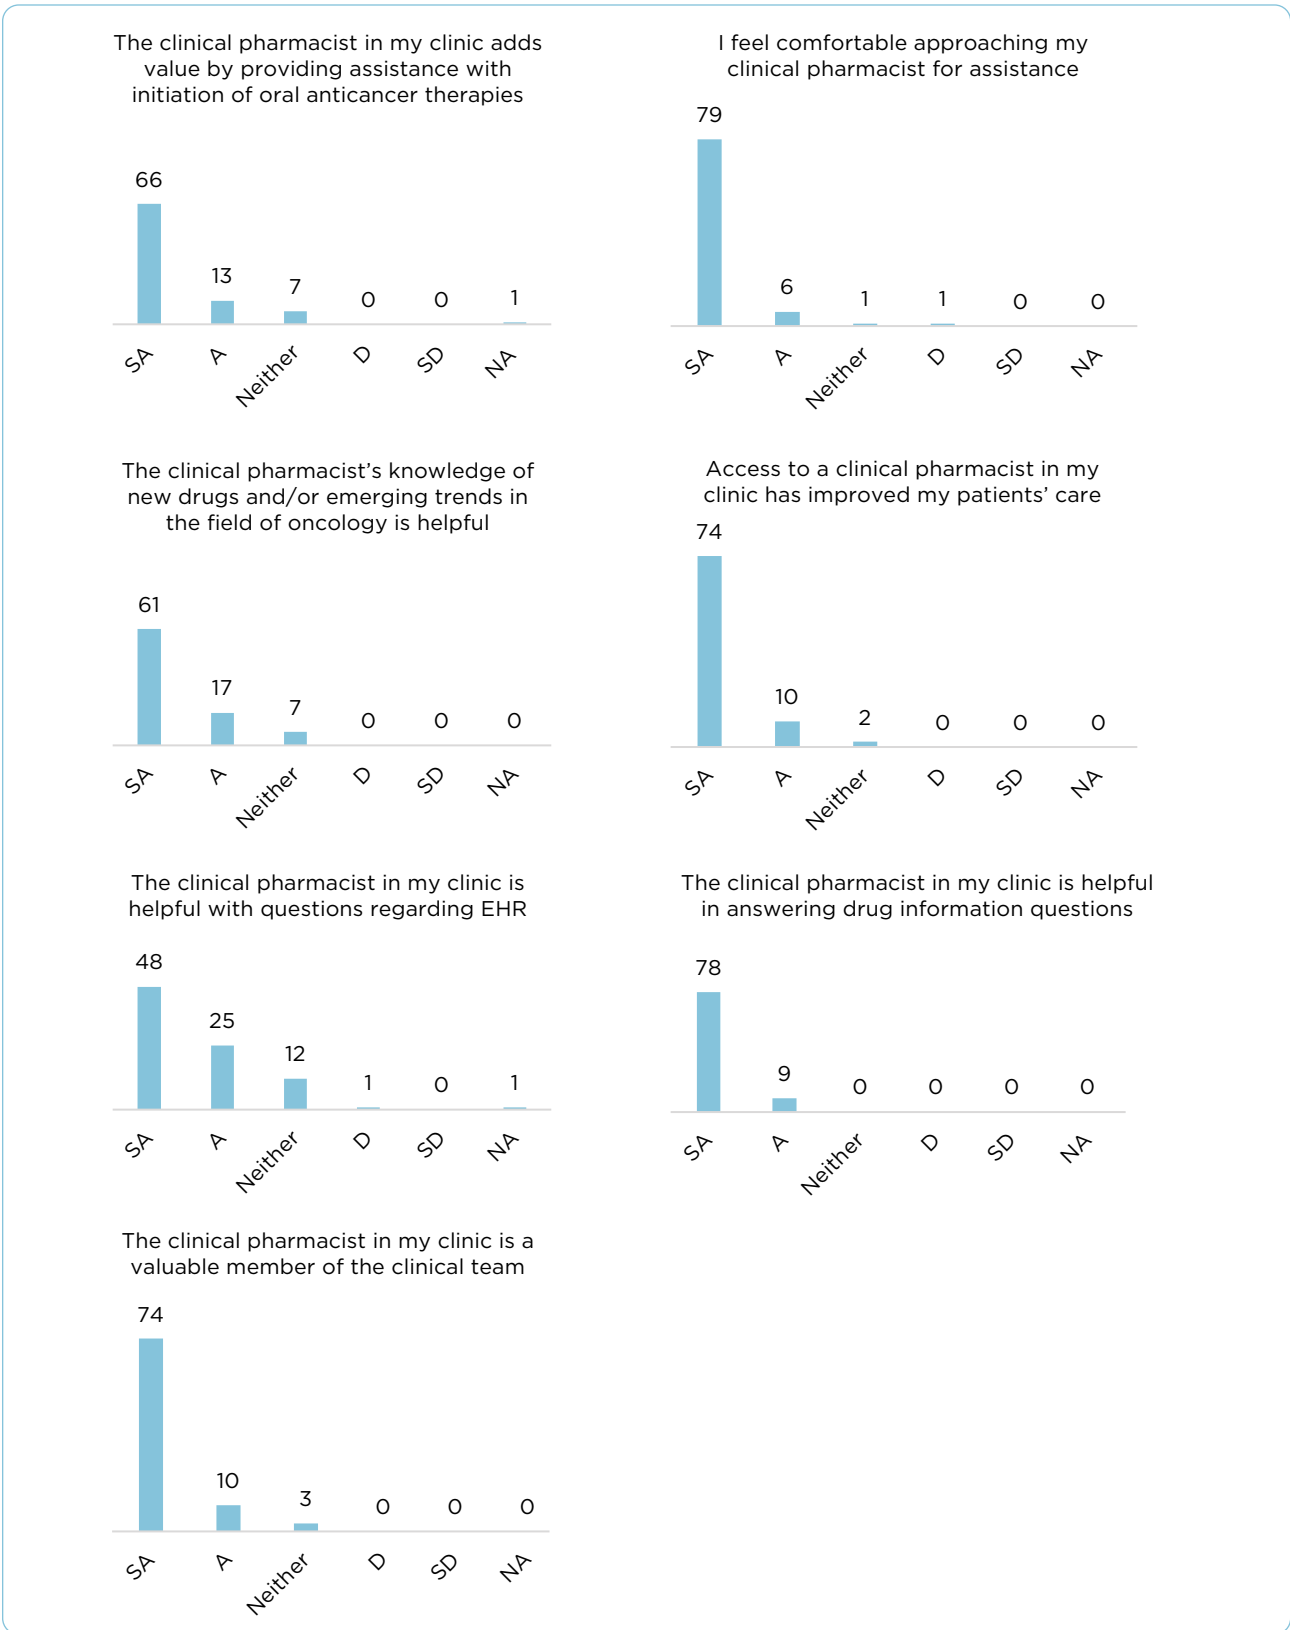 The clinical pharmacist in my clinic adds
value by providing assistance with
initiation of oral anticancer therapies
66
13
7
0
0
1
SA
A
Neither
D
SD
NA
I feel comfortable approaching my
clinical pharmacist for assistance
79
6
1
1
0
0
SA
A
Neither
D
SD
NA
The clinical pharmacist’s knowledge of
new drugs and/or emerging trends in
the field of oncology is helpful
61
17
7
0
0
0
SA
A
Neither
D
SD
NA
Access to a clinical pharmacist in my
clinic has improved my patients’ care
74
10
2
0
0
0
SA
A
Neither
D
SD
NA
The clinical pharmacist in my clinic is
helpful with questions regarding EHR
48
25
12
1
0
1
SA
A
Neither
D
SD
NA
The clinical pharmacist in my clinic is helpful
in answering drug information questions
78
9
0
0
0
0
SA
A
Neither
D
SD
NA
The clinical pharmacist in my clinic is a
valuable member of the clinical team
74
10
3
0
0
0
SA
A
Neither
D
SD
NA